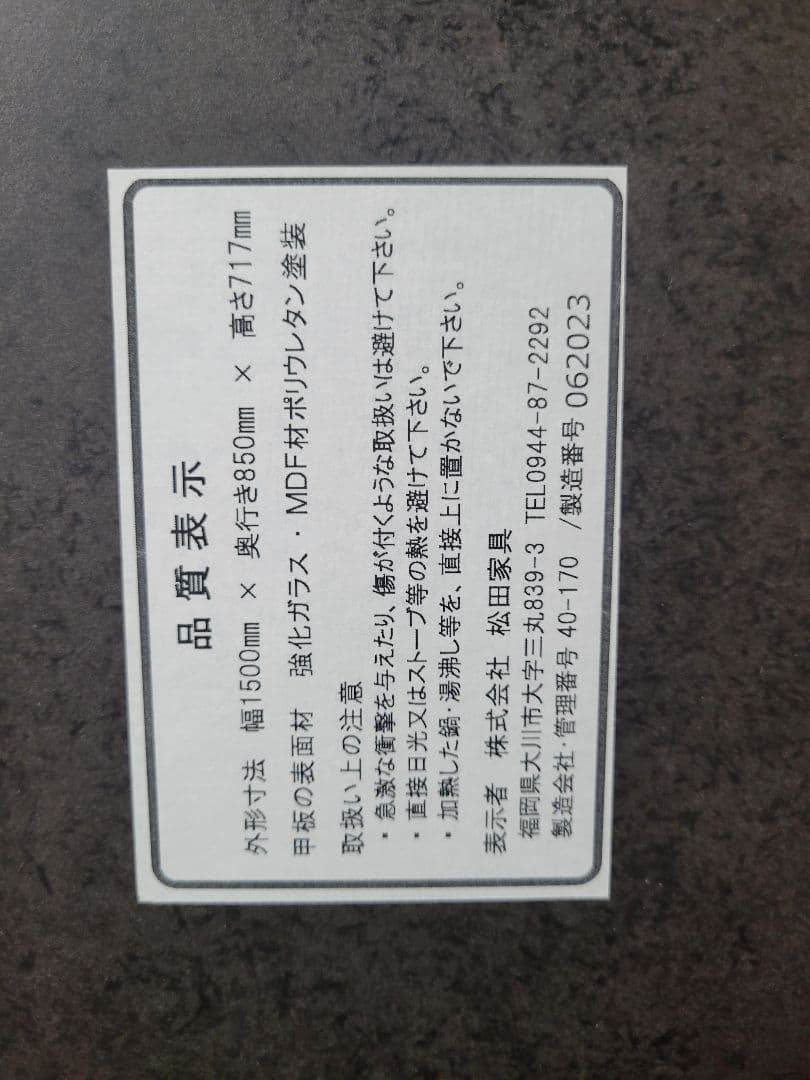 品質表示
外形寸法　幅1500mm × 奥行き850mm × 高さ717mm
甲板の表面材　強化ガラス・MDF材ポリウレタン塗装
取扱い上の注意
・急激な衝撃を与えたり、傷が付くような取扱いは避けて下さい。
・直接日光又はストーブ等の熱を避けて下さい。
・加熱した鍋・湯沸し等を、直接上に置かないで下さい。
表示者　株式会社 松田家具
福岡県大川市大字三丸839-3　TEL0944-87-2292
製造会社・管理番号 40-170　/製造番号 062023